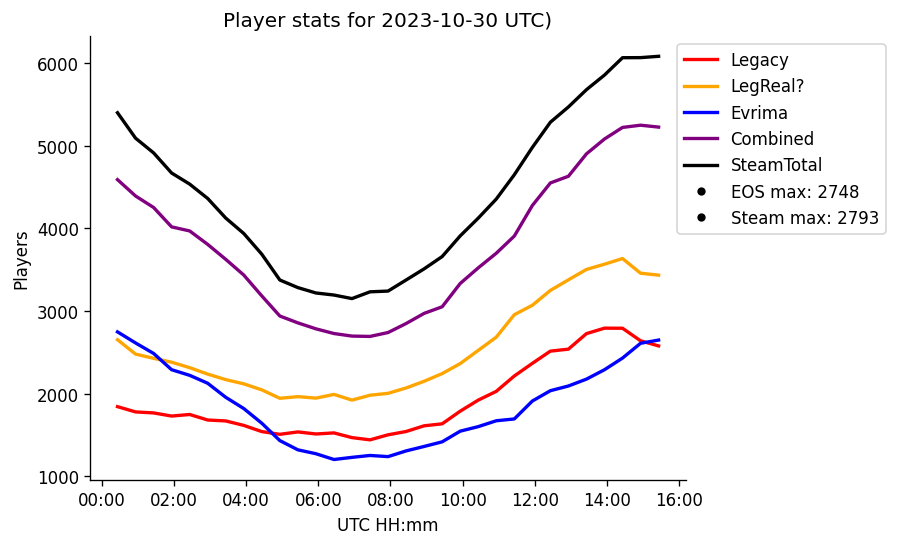 Player stats for 2023-10-30 UTC)
Legacy
LegReal?
Evrima
Combined
SteamTotal
EOS max: 2748
Steam max: 2793
Players
6000
5000
4000
3000
2000
1000
00:00 02:00 04:00 06:00 08:00 10:00 12:00 14:00 16:00
UTC HH:mm